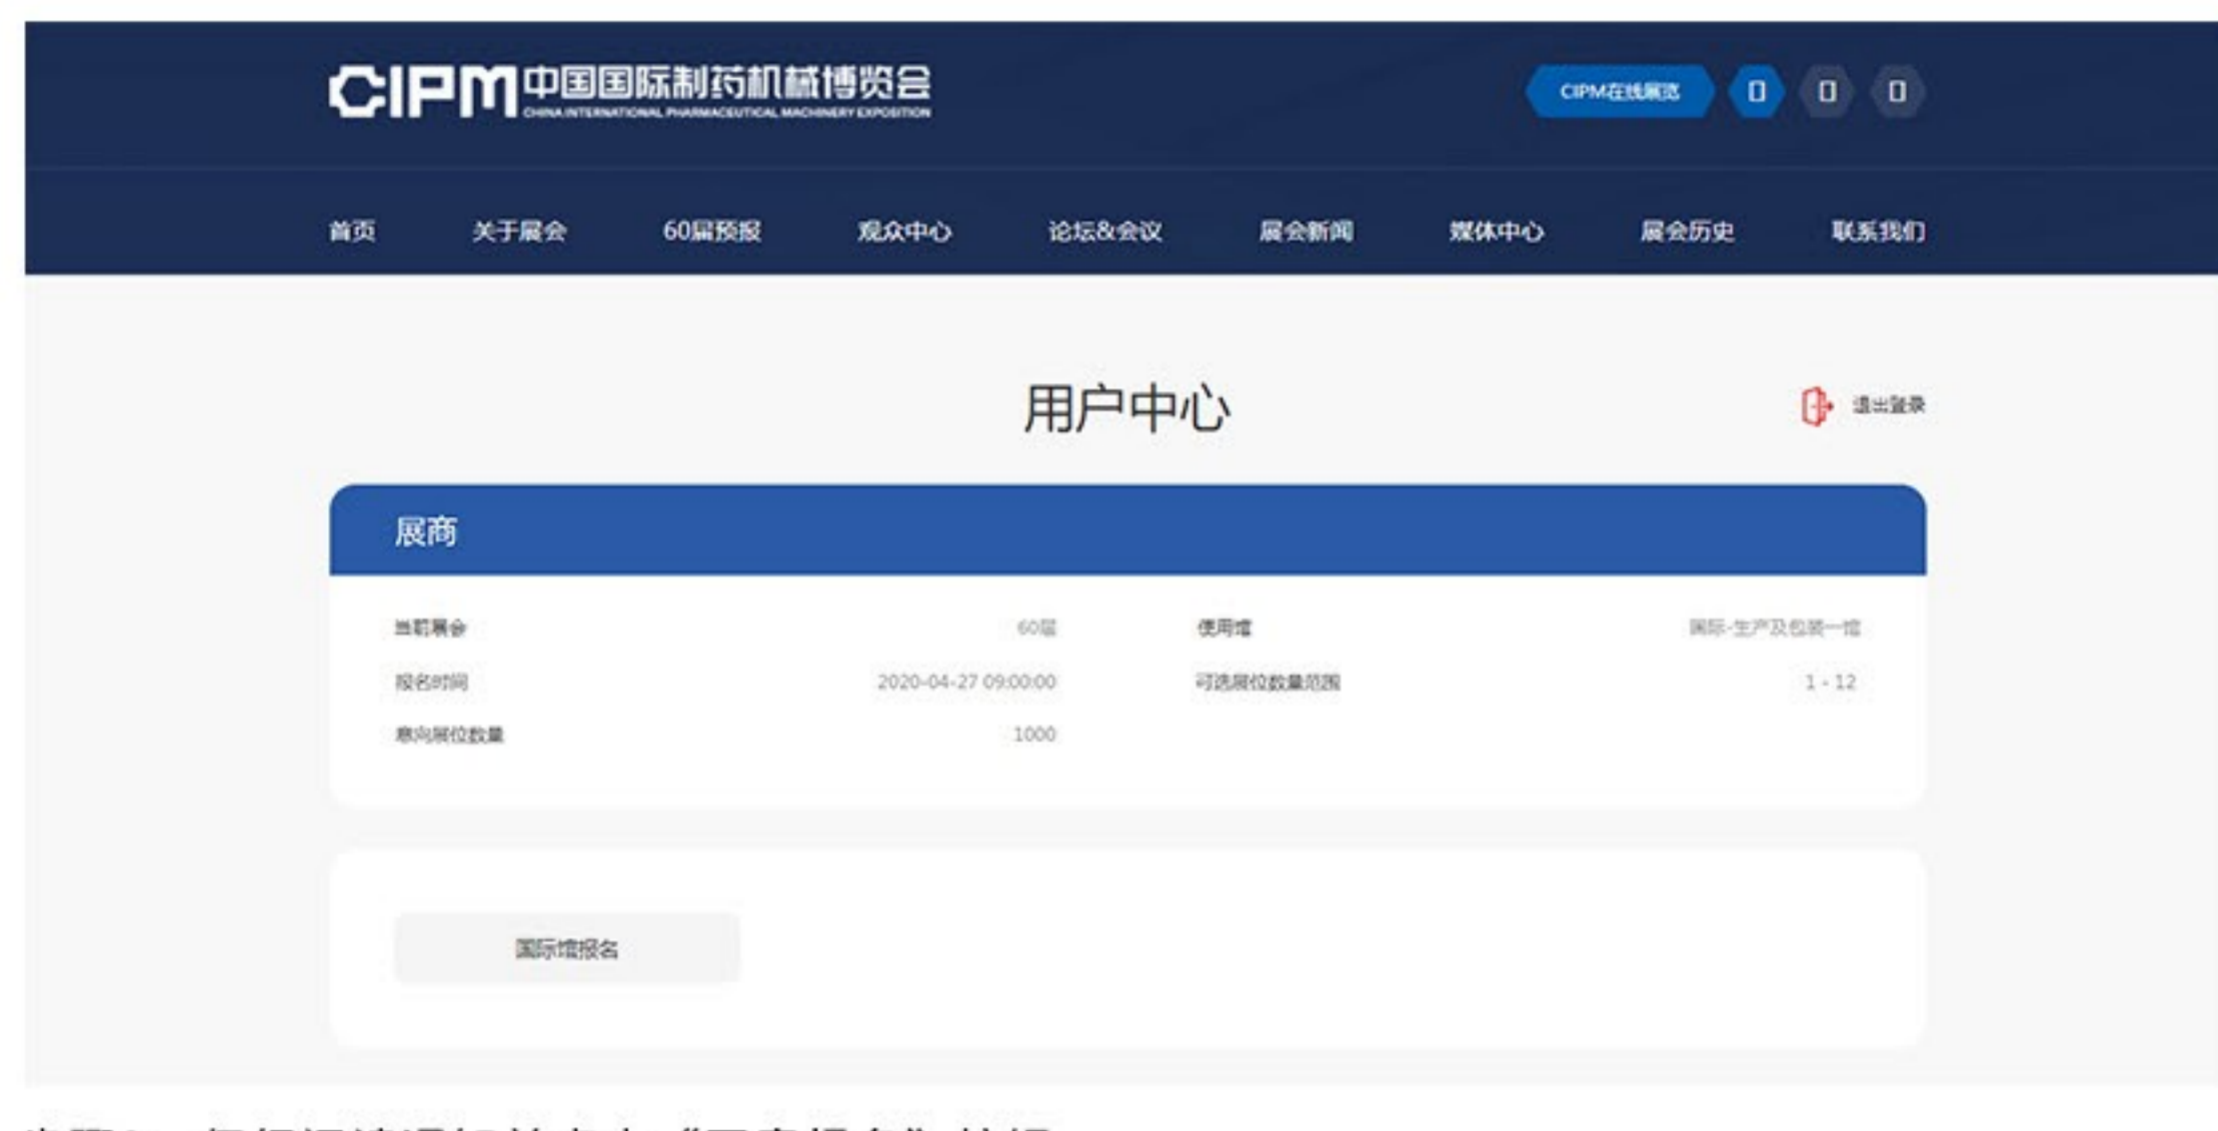 CIPM 中国国际制药机械博览会
CHINA INTERNATIONAL PHARMACEUTICAL MACHINERY EXPOSITION
CIPM在线展览
首页 关于展会 60届预报 观众中心 论坛&会议 展会新闻 媒体中心 展会历史 联系我们
用户中心
退出登录
展商
当前展会 60届 使用馆 国际-生产及包装一馆
报名时间 2020-04-27 09:00:00 可选展位数量范围 1 - 12
意向展位数量 1000
国际馆报名